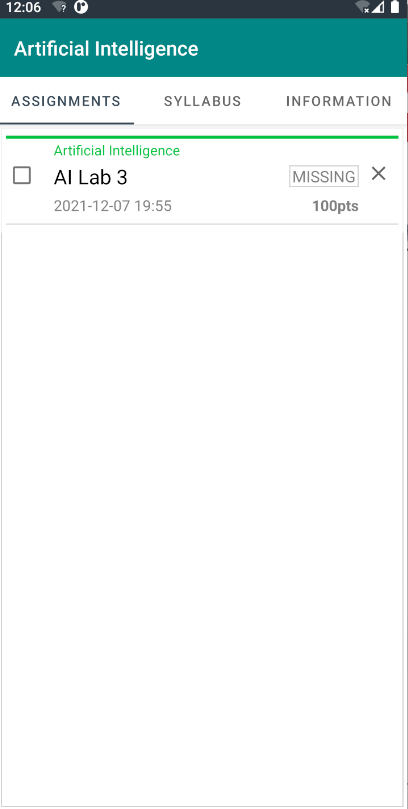 12:06
Artificial Intelligence
ASSIGNMENTS SYLLABUS INFORMATION
Artificial Intelligence
AI Lab 3 MISSING
2021-12-07 19:55 100pts